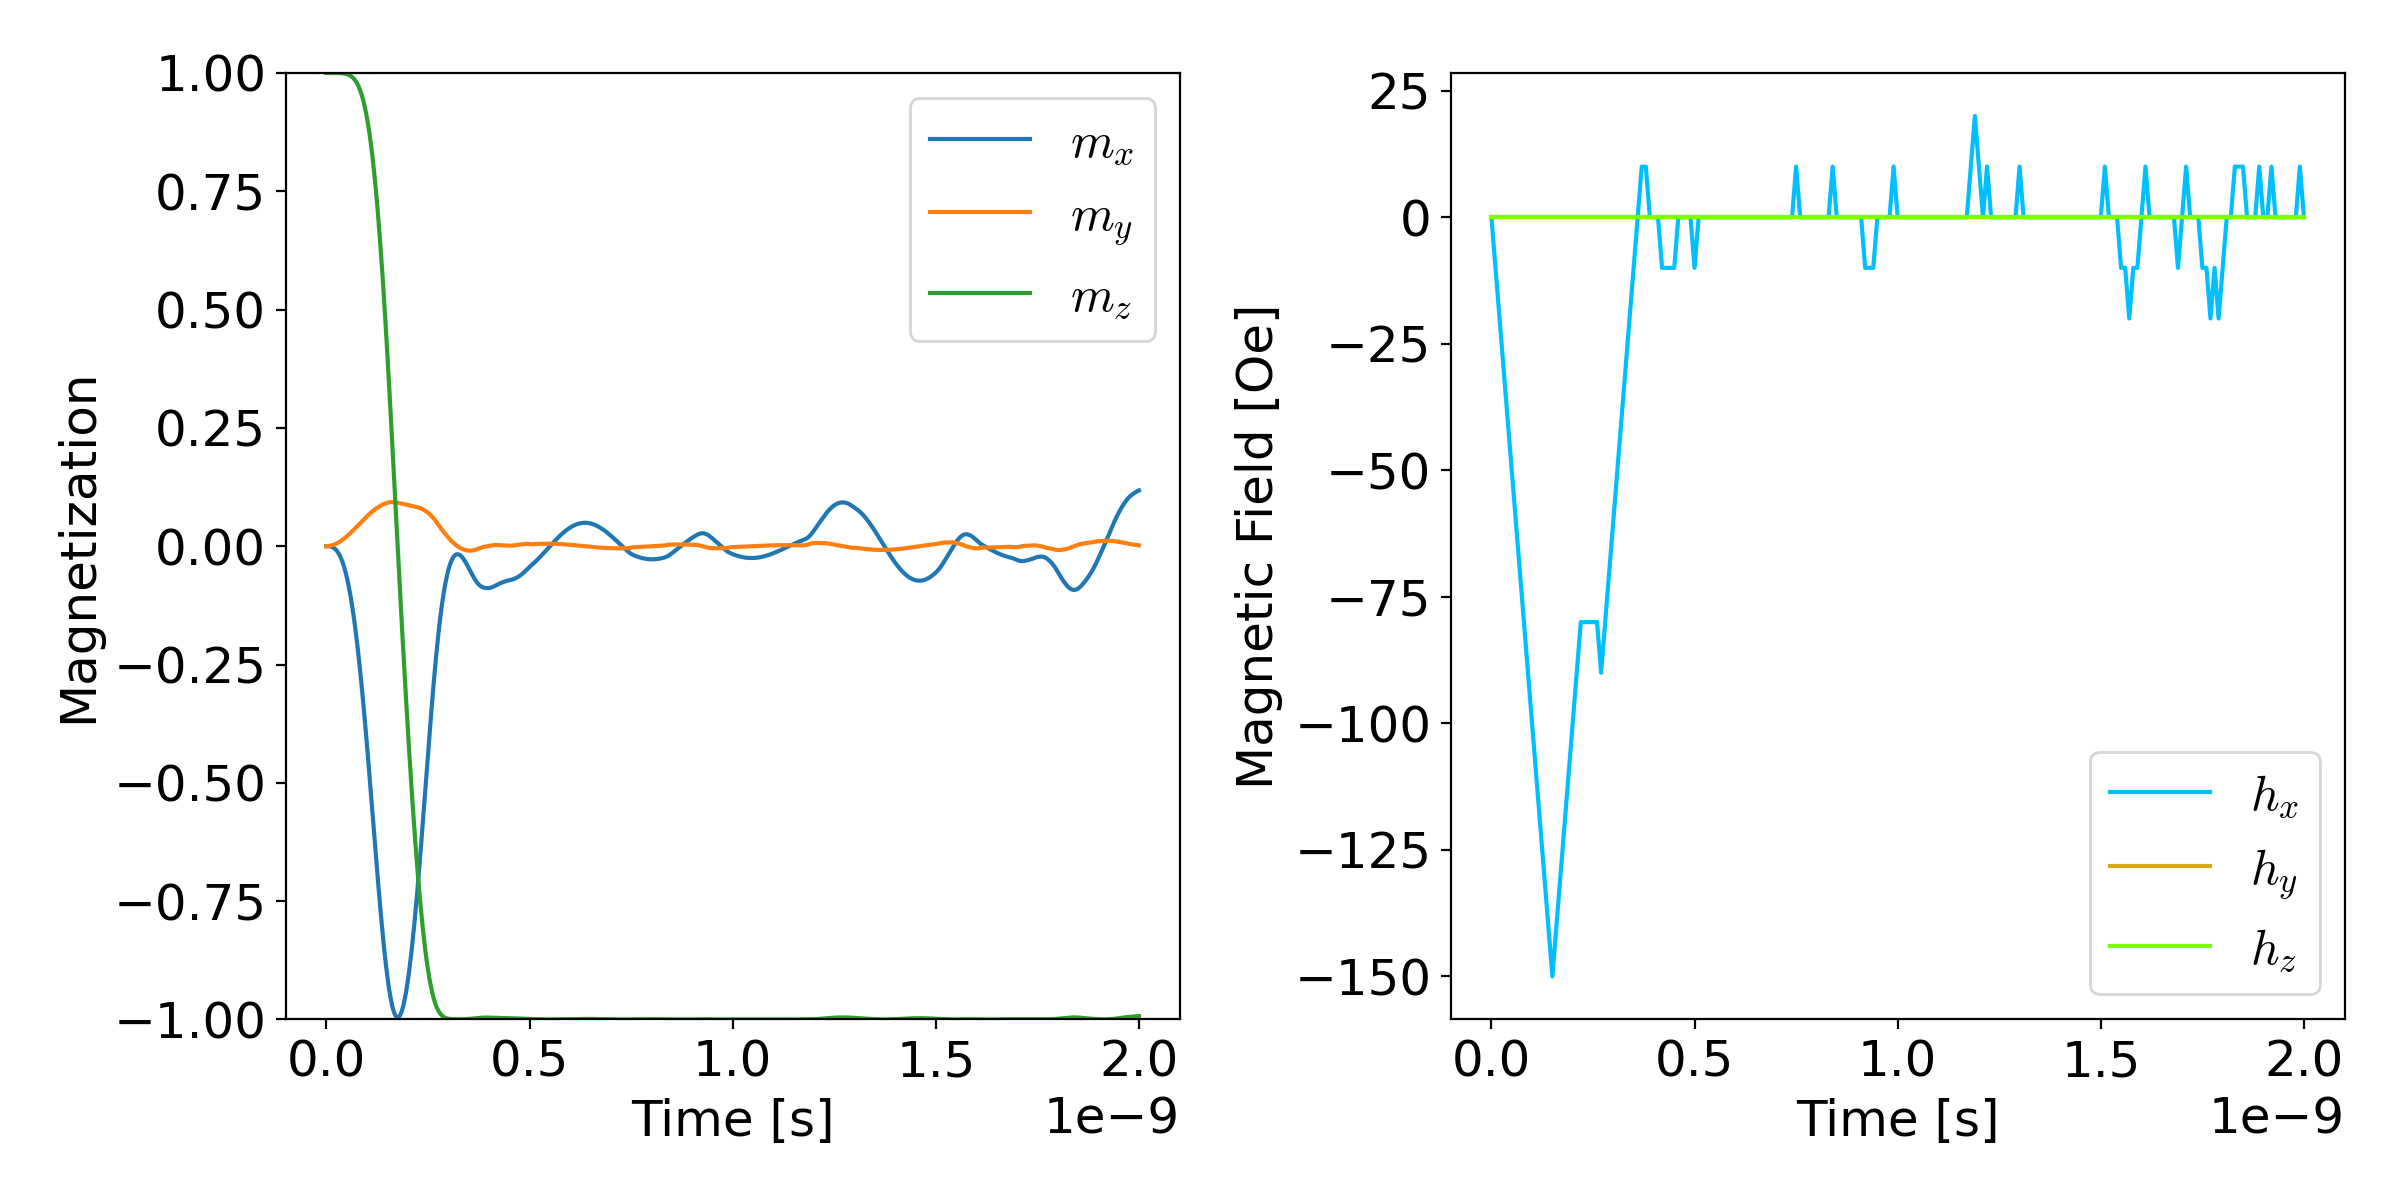 Magnetization
1.00
0.75
0.50
0.25
0.00
−0.25
−0.50
−0.75
−1.00
0.0 0.5 1.0 1.5 2.0
Time [s]
1e−9
m_x
m_y
m_z
Magnetic Field [Oe]
25
0
−25
−50
−75
−100
−125
−150
0.0 0.5 1.0 1.5 2.0
Time [s]
1e−9
h_x
h_y
h_z